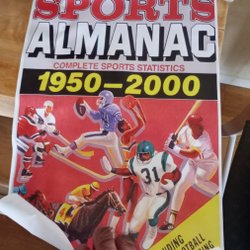 SPORTS
ALMANAC
COMPLETE SPORTS STATISTICS
1950-2000
31